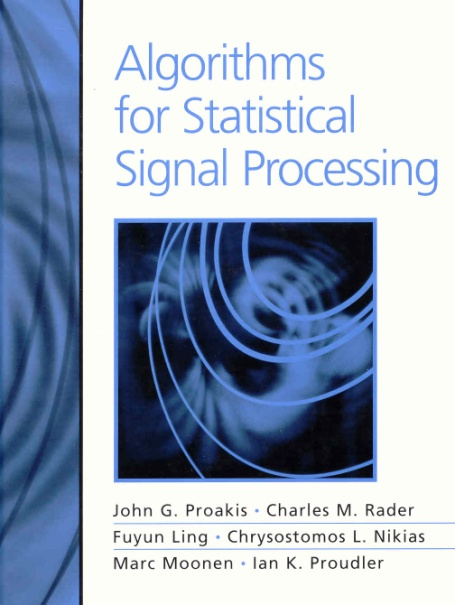 Algorithms
for Statistical
Signal Processing
John G. Proakis • Charles M. Rader
Fuyun Ling • Chrysostomos L. Nikias
Marc Moonen • Ian K. Proudler